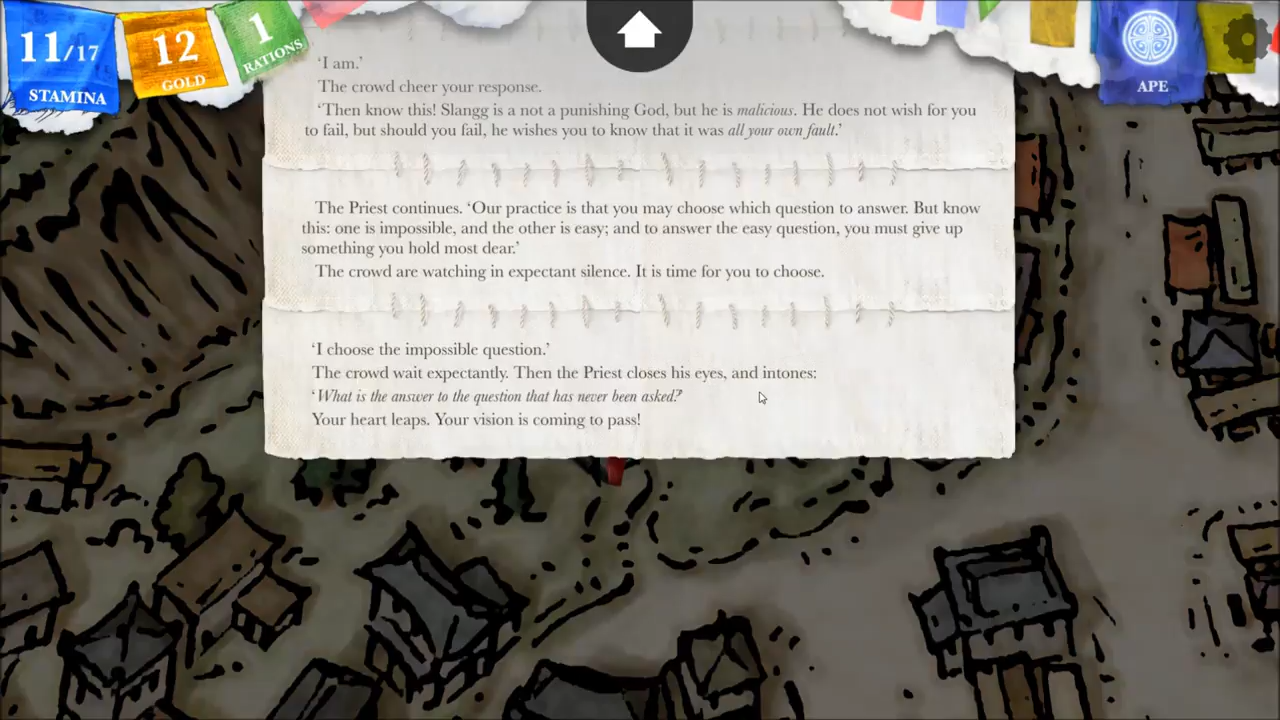 11/17
STAMINA
12
GOLD
1
RATIONS
APE
‘I am.’
The crowd cheer your response.
‘Then know this! Slangg is a not a punishing God, but he is malicious. He does not wish for you
to fail, but should you fail, he wishes you to know that it was all your own fault.’
The Priest continues. ‘Our practice is that you may choose which question to answer. But know
this: one is impossible, and the other is easy; and to answer the easy question, you must give up
something you hold most dear.’
The crowd are watching in expectant silence. It is time for you to choose.
‘I choose the impossible question.’
The crowd wait expectantly. Then the Priest closes his eyes, and intones:
‘What is the answer to the question that has never been asked?’
Your heart leaps. Your vision is coming to pass!